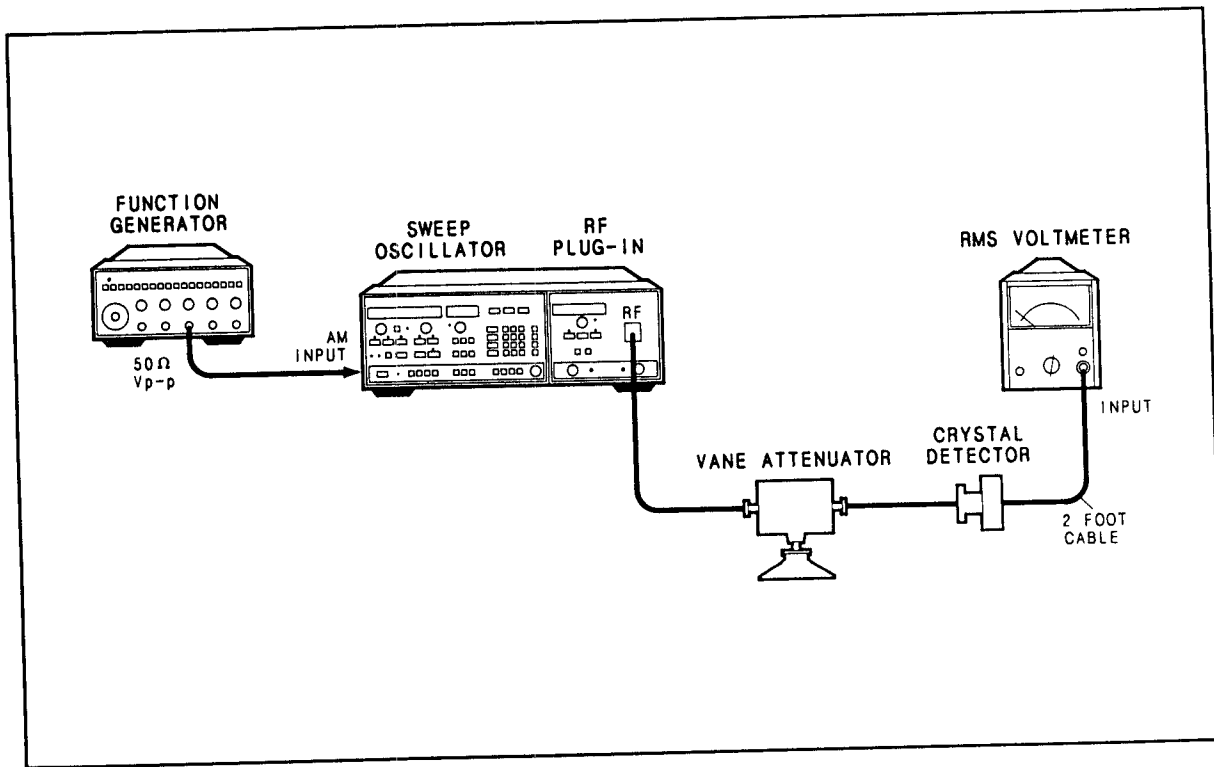 FUNCTION
GENERATOR
50Ω
Vp-p
AM
INPUT
SWEEP
OSCILLATOR
RF
PLUG-IN
RF
VANE ATTENUATOR
CRYSTAL
DETECTOR
RMS VOLTMETER
INPUT
2 FOOT
CABLE